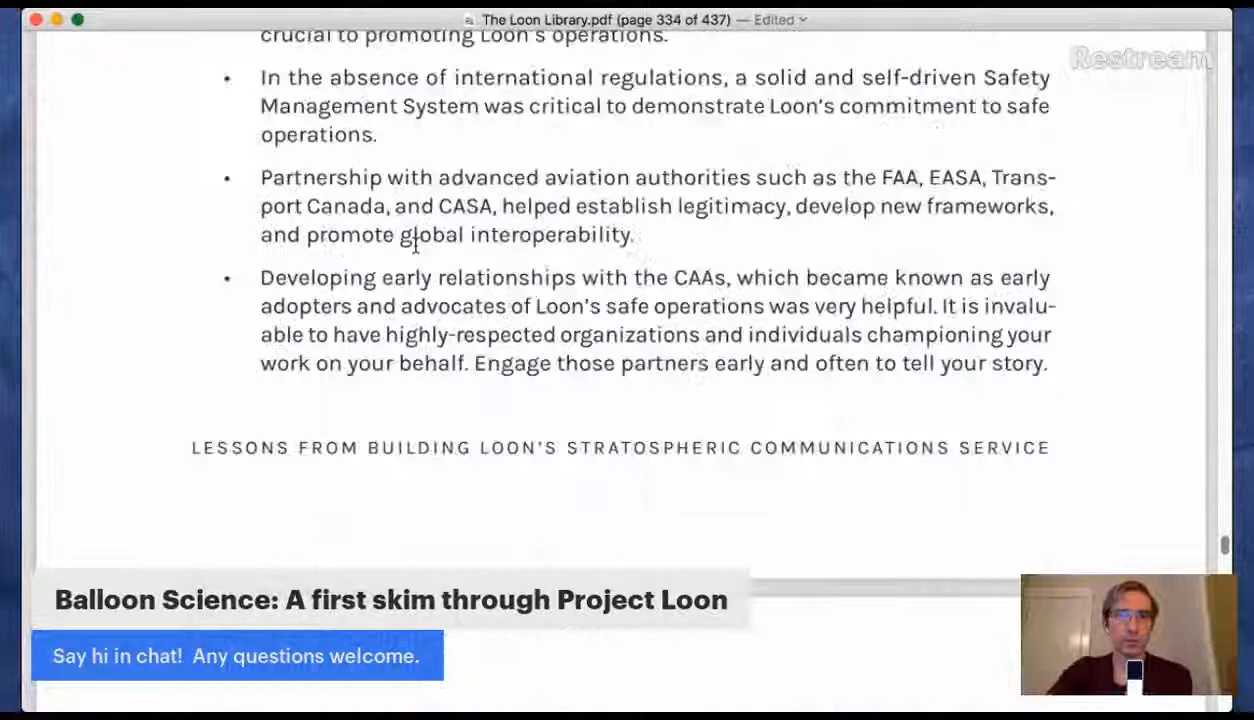 The Loon Library.pdf (page 334 of 437) — Edited
crucial to promoting Loon's operations.
Restream
• In the absence of international regulations, a solid and self-driven Safety
Management System was critical to demonstrate Loon's commitment to safe
operations.
• Partnership with advanced aviation authorities such as the FAA, EASA, Trans-
port Canada, and CASA, helped establish legitimacy, develop new frameworks,
and promote global interoperability.
• Developing early relationships with the CAAs, which became known as early
adopters and advocates of Loon's safe operations was very helpful. It is invalu-
able to have highly-respected organizations and individuals championing your
work on your behalf. Engage those partners early and often to tell your story.
LESSONS FROM BUILDING LOON'S STRATOSPHERIC COMMUNICATIONS SERVICE
Balloon Science: A first skim through Project Loon
Say hi in chat! Any questions welcome.